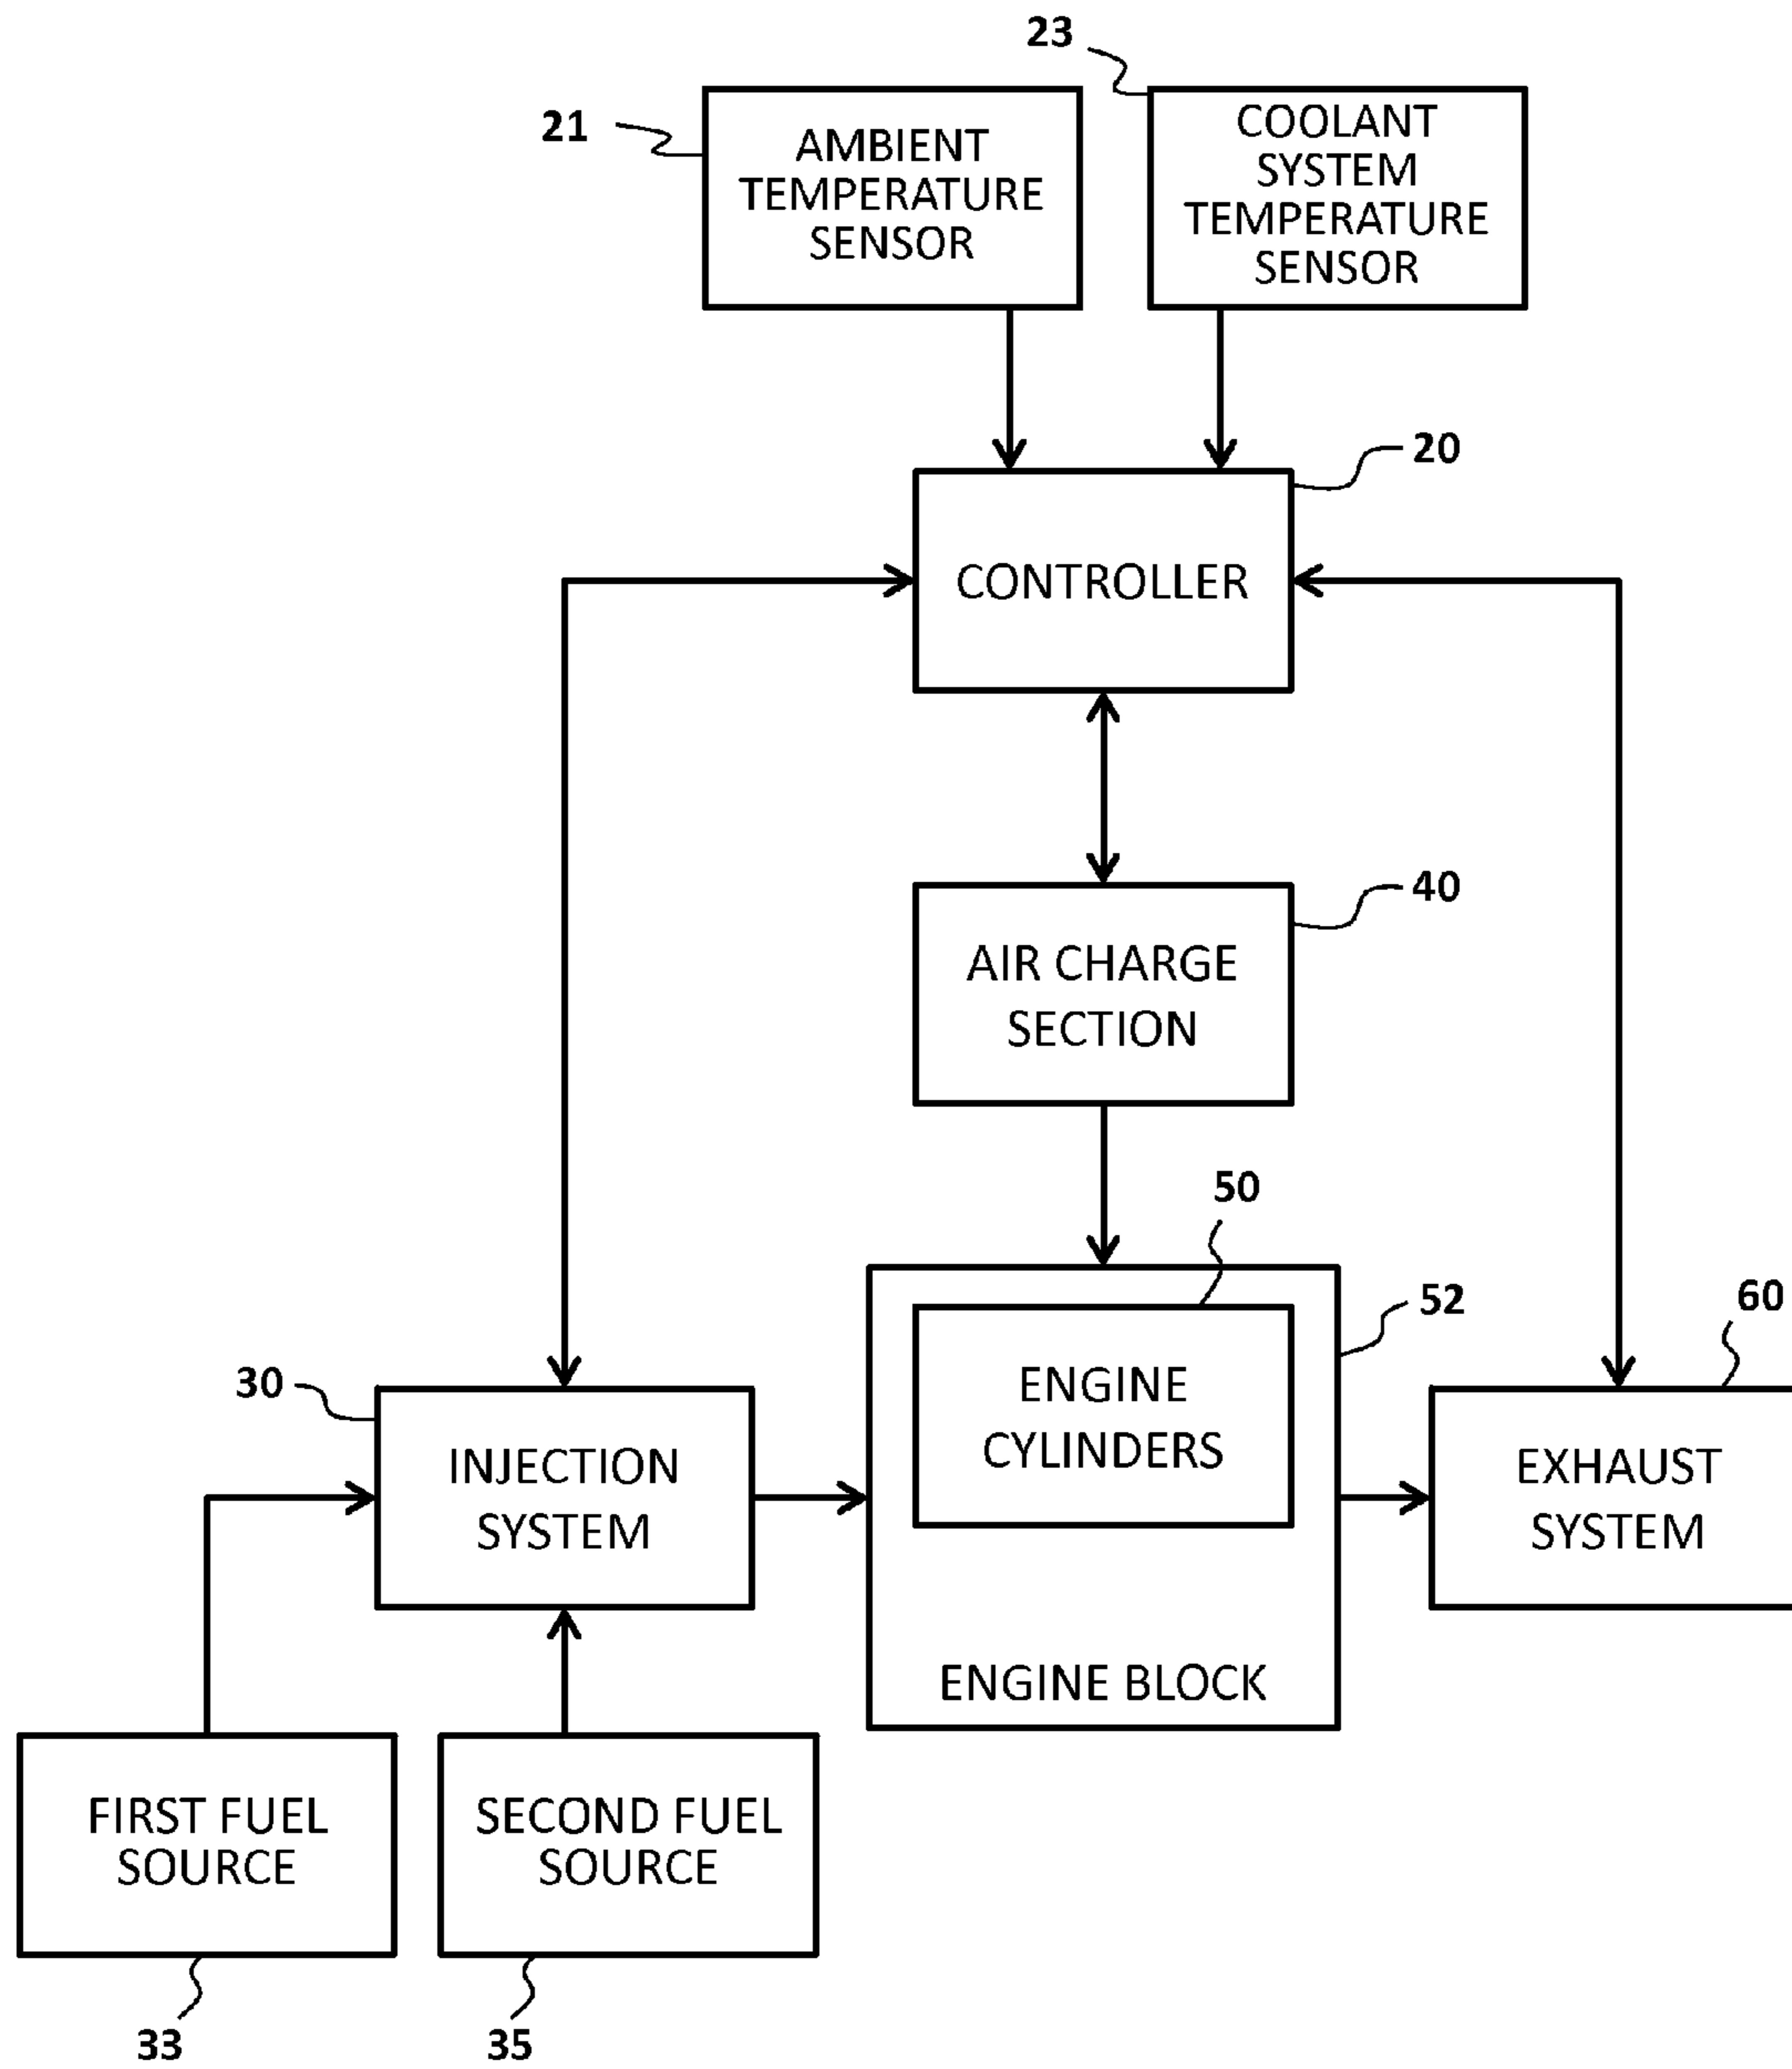 23
21
AMBIENT
TEMPERATURE
SENSOR
COOLANT
SYSTEM
TEMPERATURE
SENSOR
20
CONTROLLER
40
AIR CHARGE
SECTION
50
52
60
30
ENGINE
CYLINDERS
INJECTION
SYSTEM
EXHAUST
SYSTEM
ENGINE BLOCK
FIRST FUEL
SOURCE
SECOND FUEL
SOURCE
33
35